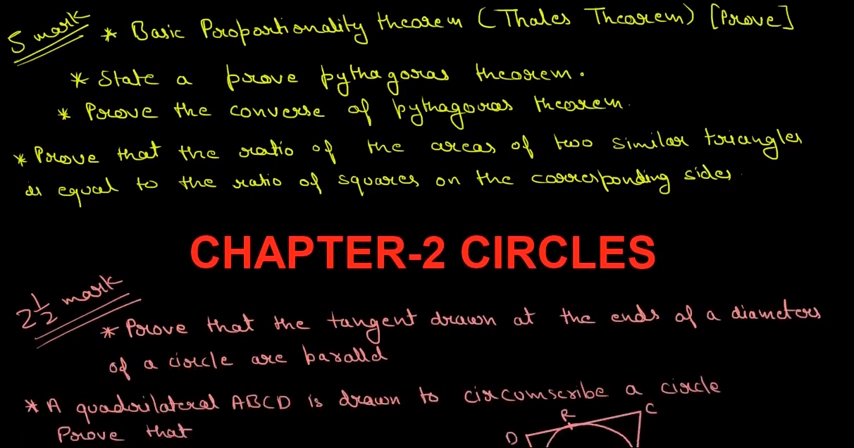 5 mark * Basic Proportionality theorem (Thales Theorem) [Prove]
* State a prove pythagoras theorem.
* Prove the converse of pythagoras theorem.
* Prove that the ratio of the areas of two similar triangles
is equal to the ratio of squares on the corresponding sides.
CHAPTER-2 CIRCLES
2 1/2 mark
* Prove that the tangent drawn at the ends of a diameters
of a circle are parallel
* A quadrilateral ABCD is drawn to circumscribe a circle
Prove that
D R C